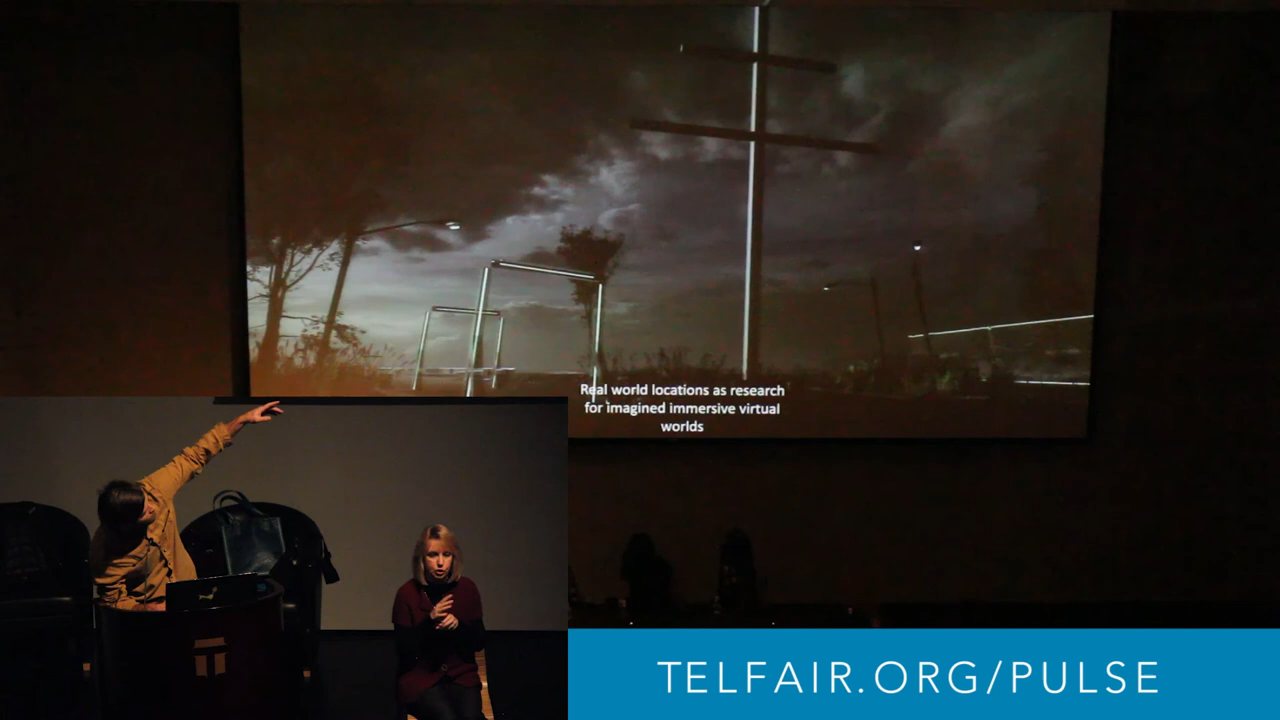 Real world locations as research
for imagined immersive virtual
worlds
TELFAIR.ORG/PULSE